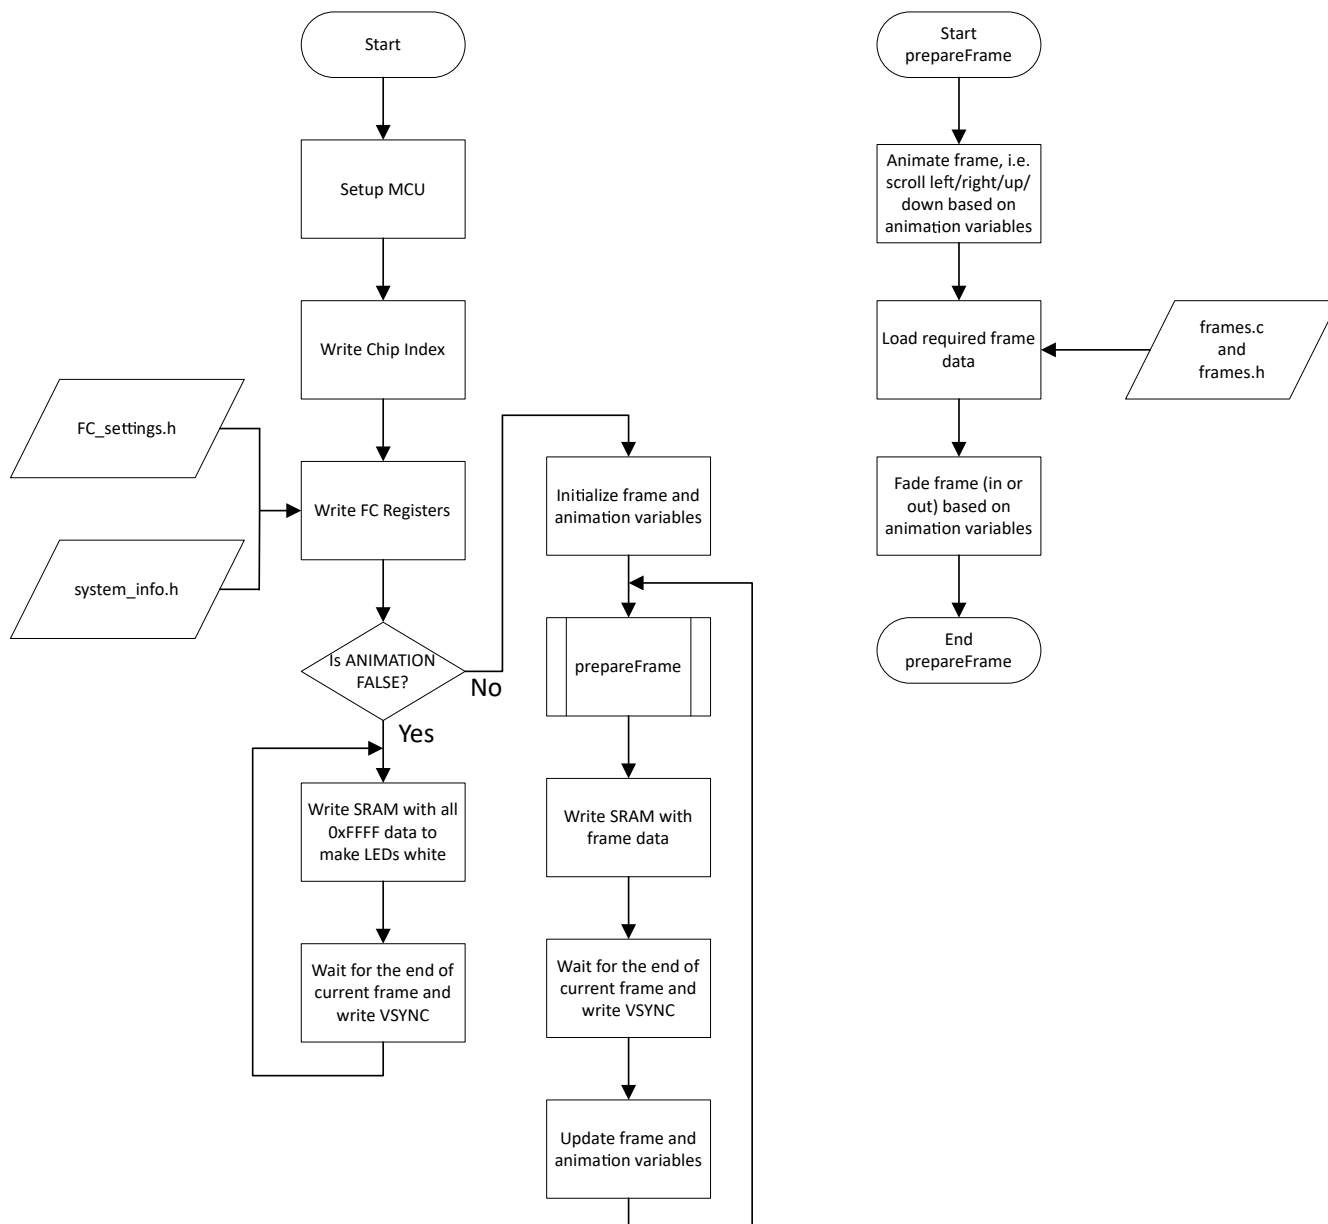 Start
Setup MCU
Write Chip Index
FC_settings.h
system_info.h
Write FC Registers
Is ANIMATION
FALSE?
No
Yes
Write SRAM with all
0xFFFF data to
make LEDs white
Wait for the end of
current frame and
write VSYNC
Initialize frame and
animation variables
prepareFrame
Write SRAM with
frame data
Wait for the end of
current frame and
write VSYNC
Update frame and
animation variables
Start
prepareFrame
Animate frame, i.e.
scroll left/right/up/
down based on
animation variables
Load required frame
data
frames.c
and
frames.h
Fade frame (in or
out) based on
animation variables
End
prepareFrame